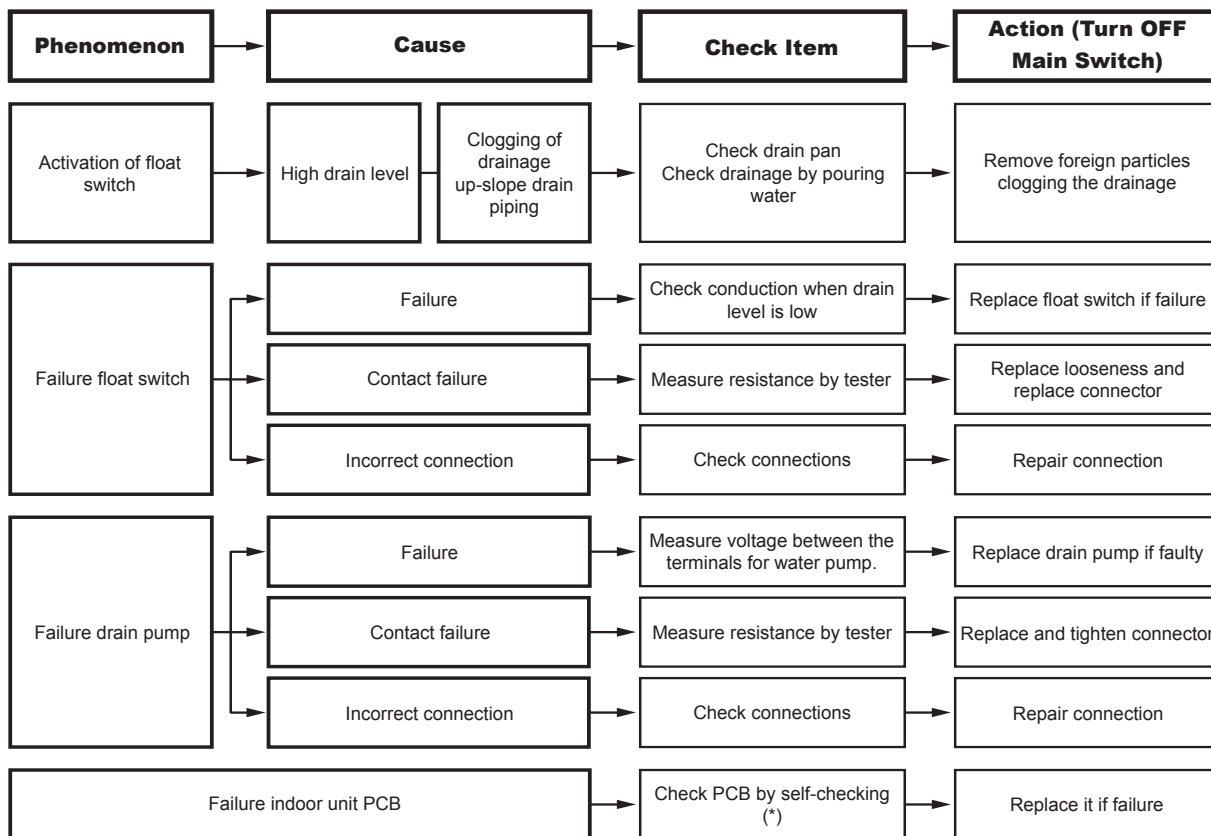 Phenomenon
Cause
Check Item
Action (Turn OFF
Main Switch)
Activation of float
switch
High drain level
Clogging of
drainage
up-slope drain
piping
Check drain pan
Check drainage by pouring
water
Remove foreign particles
clogging the drainage
Failure float switch
Failure
Check conduction when drain
level is low
Replace float switch if failure
Contact failure
Measure resistance by tester
Replace looseness and
replace connector
Incorrect connection
Check connections
Repair connection
Failure drain pump
Failure
Measure voltage between the
terminals for water pump.
Replace drain pump if faulty
Contact failure
Measure resistance by tester
Replace and tighten connector
Incorrect connection
Check connections
Repair connection
Failure indoor unit PCB
Check PCB by self-checking
(*)
Replace it if failure